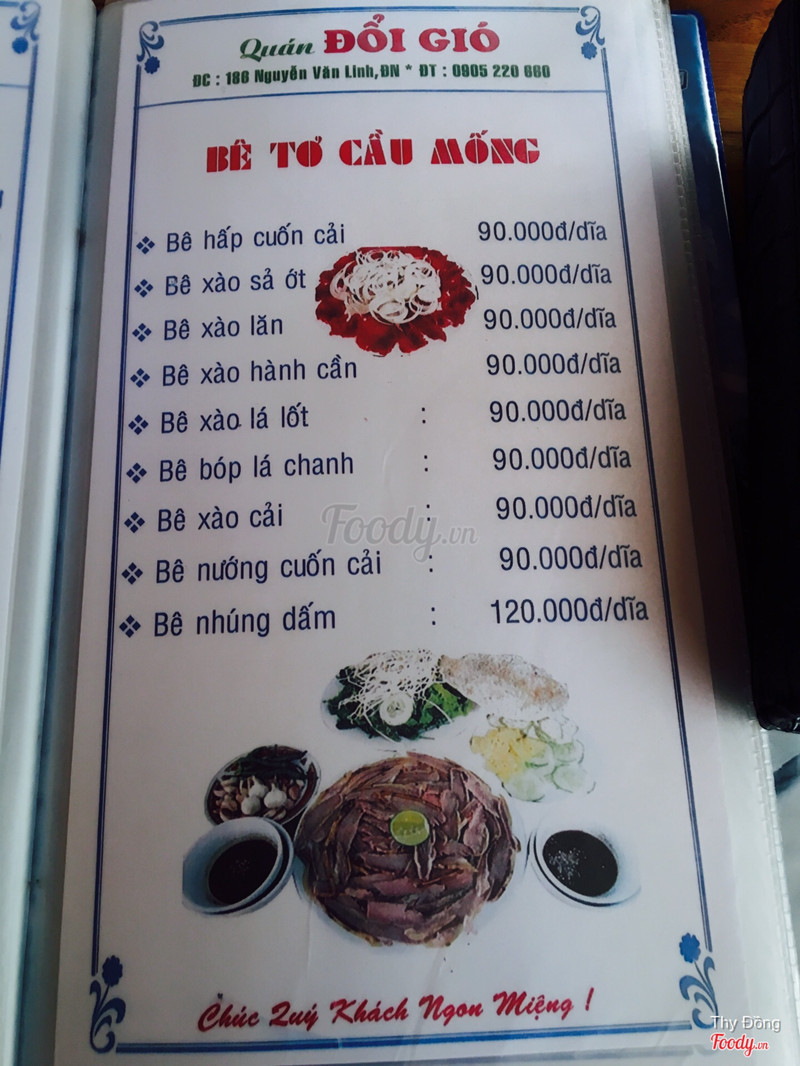 Quán ĐỔI GIÓ
ĐC : 186 Nguyễn Văn Linh,ĐN * ĐT : 0905 220 660
BÊ TƠ CẦU MỐNG
Bê hấp cuốn cải 90.000đ/dĩa
Bê xào sả ớt 90.000đ/dĩa
Bê xào lăn 90.000đ/dĩa
Bê xào hành cần 90.000đ/dĩa
Bê xào lá lốt : 90.000đ/dĩa
Bê bóp lá chanh : 90.000đ/dĩa
Bê xào cải : 90.000đ/dĩa
Foody.vn
Bê nướng cuốn cải : 90.000đ/dĩa
Bê nhúng dấm : 120.000đ/dĩa
Chúc Quý Khách Ngon Miệng !
Thy Đồng
Foody.vn